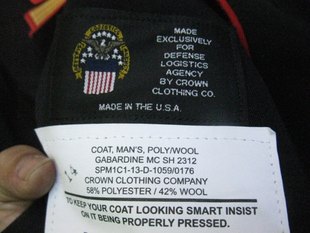 MADE
EXCLUSIVELY
FOR
DEFENSE
LOGISTICS
AGENCY
BY CROWN
CLOTHING CO.
MADE IN THE U.S.A.
COAT, MAN'S, POLY/WOOL
GABARDINE MC SH 2312
SPM1C1-13-D-1059/0176
CROWN CLOTHING COMPANY
58% POLYESTER / 42% WOOL
TO KEEP YOUR COAT LOOKING SMART INSIST
ON IT BEING PROPERLY PRESSED.